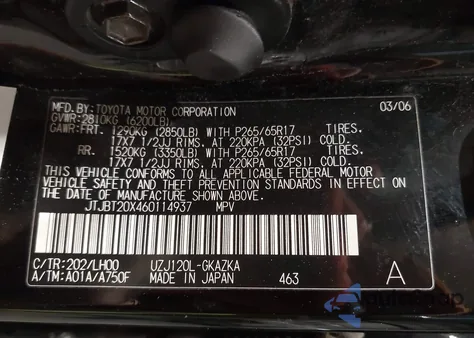 MFD.BY:TOYOTA MOTOR CORPORATION 03/06
GVWR:2810KG (6200LB)
GAWR:FRT. 1290KG (2850LB) WITH P265/65R17 TIRES.
17X7 1/2JJ RIMS, AT 220KPA (32PSI) COLD.
RR. 1520KG (3350LB) WITH P265/65R17 TIRES.
17X7 1/2JJ RIMS, AT 220KPA (32PSI) COLD.
THIS VEHICLE CONFORMS TO ALL APPLICABLE FEDERAL MOTOR
VEHICLE SAFETY AND THEFT PREVENTION STANDARDS IN EFFECT ON
THE DATE OF MANUFACTURE SHOWN ABOVE.
JTJBT20X460114937 MPV
C/TR:202/LH00 UZJ120L-GKAZKA
A/TM:A01A/A750F MADE IN JAPAN 463 A